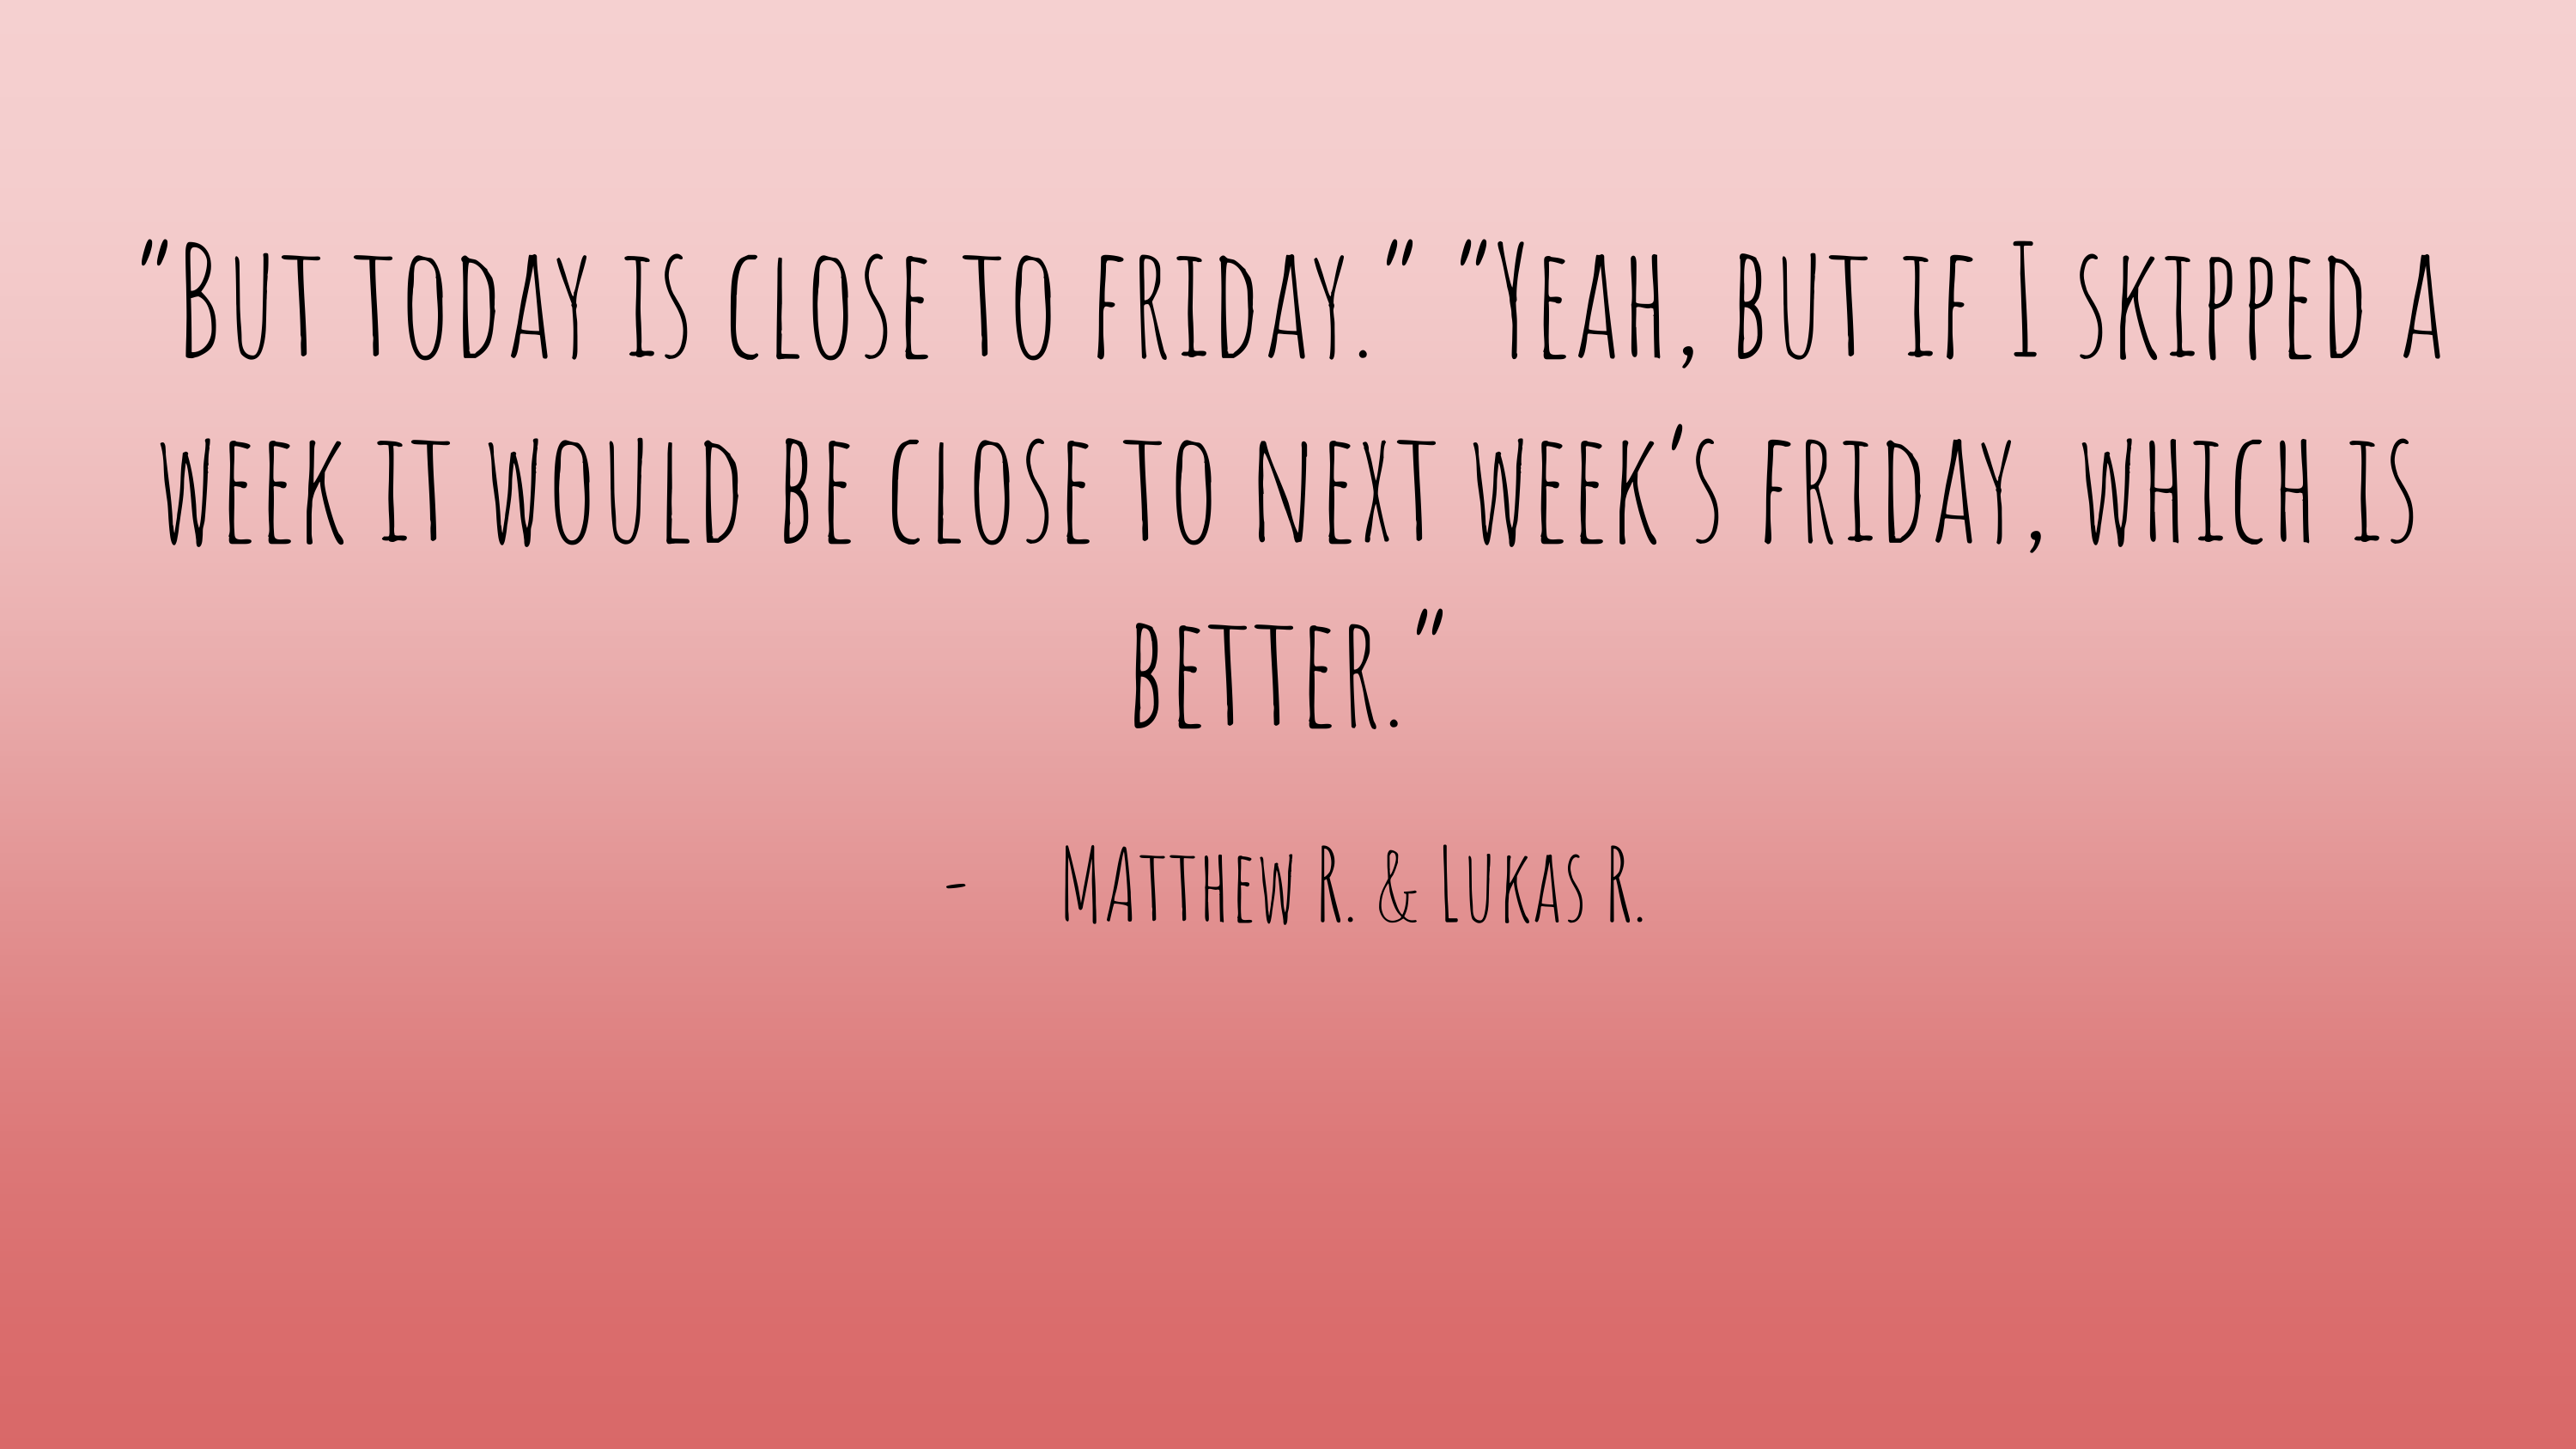 "But today is close to friday." "Yeah, but if I skipped a
week it would be close to next week's friday, which is
better."
- Matthew R. & Lukas R.